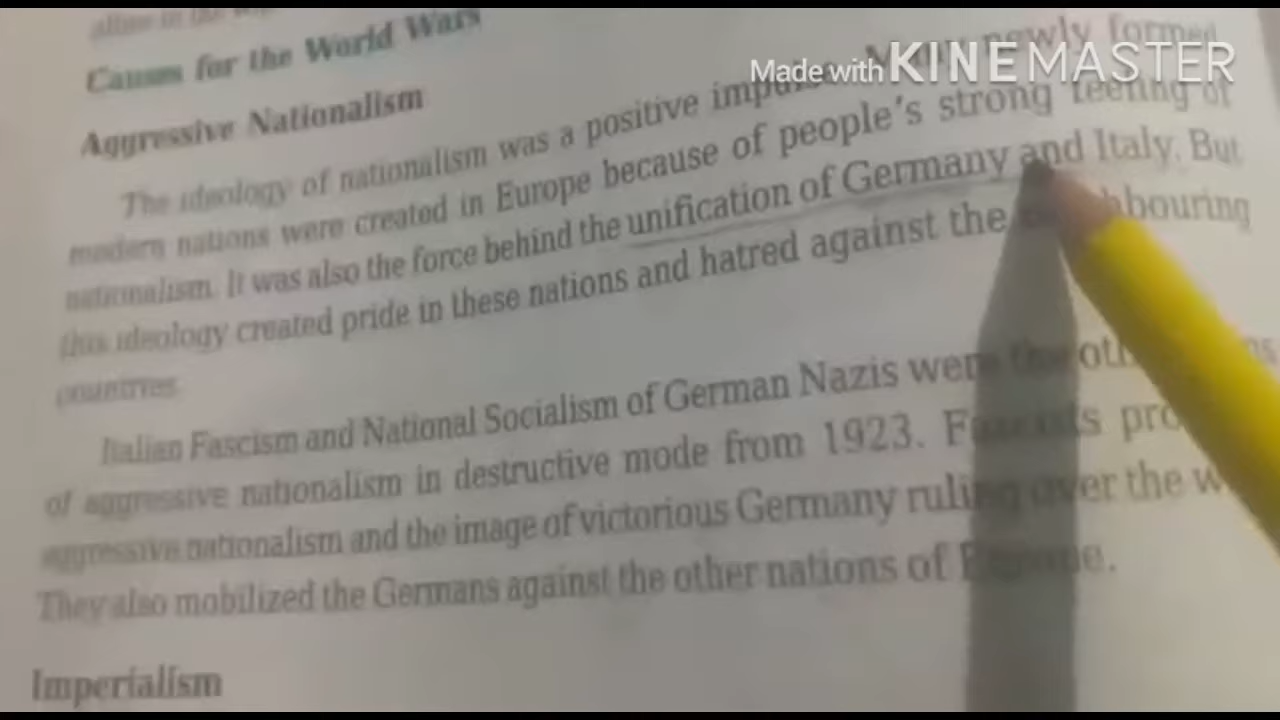 Causes for the World Wars
Made with KINEMASTER
Aggressive Nationalism
The ideology of nationalism was a positive impulse. Many newly formed
modern nations were created in Europe because of people's strong feeling of
nationalism. It was also the force behind the unification of Germany and Italy. But
this ideology created pride in these nations and hatred against the neighbouring
countries.
Italian Fascism and National Socialism of German Nazis were the
of aggressive nationalism in destructive mode from 1923. Fascists
aggressive nationalism and the image of victorious Germany ruling over the
They also mobilized the Germans against the other nations of Europe.
Imperialism